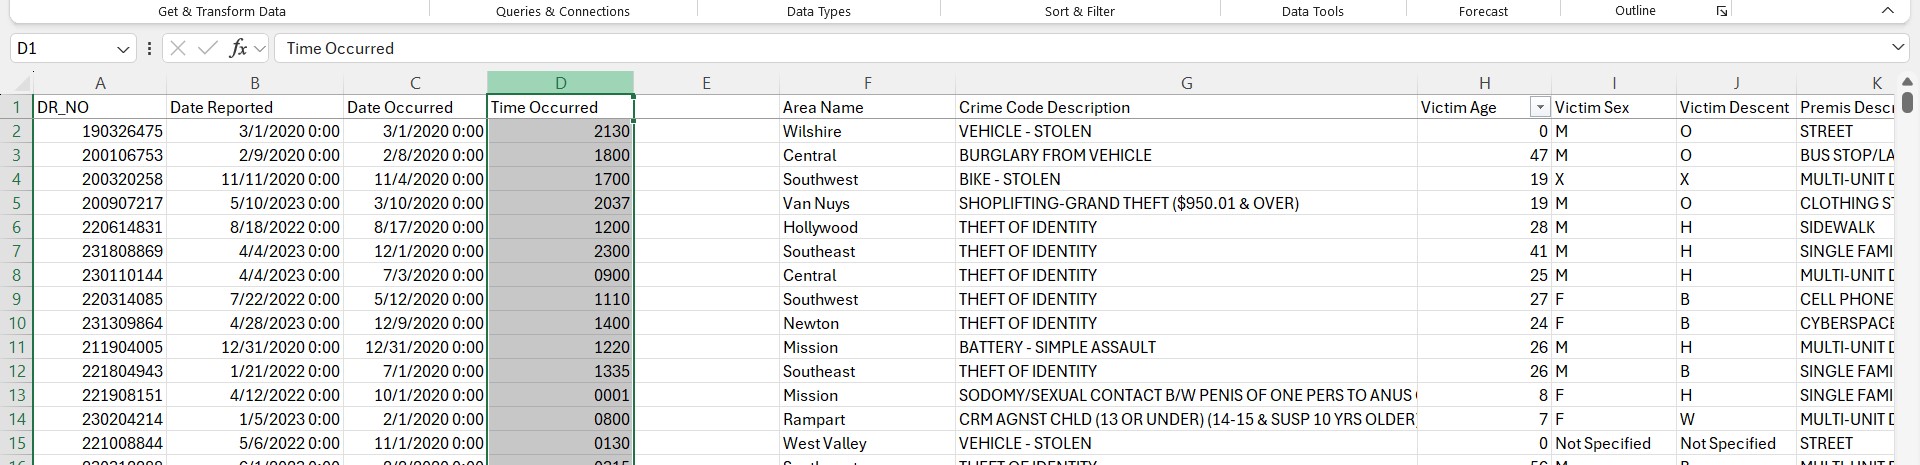 Get & Transform Data Queries & Connections Data Types Sort & Filter Data Tools Forecast Outline
D1 fx Time Occurred
A B C D E F G H I J K
1 DR_NO Date Reported Date Occurred Time Occurred Area Name Crime Code Description Victim Age Victim Sex Victim Descent Premis Descr
2 190326475 3/1/2020 0:00 3/1/2020 0:00 2130 Wilshire VEHICLE - STOLEN 0 M O STREET
3 200106753 2/9/2020 0:00 2/8/2020 0:00 1800 Central BURGLARY FROM VEHICLE 47 M O BUS STOP/LA
4 200320258 11/11/2020 0:00 11/4/2020 0:00 1700 Southwest BIKE - STOLEN 19 X X MULTI-UNIT D
5 200907217 5/10/2023 0:00 3/10/2020 0:00 2037 Van Nuys SHOPLIFTING-GRAND THEFT ($950.01 & OVER) 19 M O CLOTHING ST
6 220614831 8/18/2022 0:00 8/17/2020 0:00 1200 Hollywood THEFT OF IDENTITY 28 M H SIDEWALK
7 231808869 4/4/2023 0:00 12/1/2020 0:00 2300 Southeast THEFT OF IDENTITY 41 M H SINGLE FAMI
8 230110144 4/4/2023 0:00 7/3/2020 0:00 0900 Central THEFT OF IDENTITY 25 M H MULTI-UNIT D
9 220314085 7/22/2022 0:00 5/12/2020 0:00 1110 Southwest THEFT OF IDENTITY 27 F B CELL PHONE
10 231309864 4/28/2023 0:00 12/9/2020 0:00 1400 Newton THEFT OF IDENTITY 24 F B CYBERSPACE
11 211904005 12/31/2020 0:00 12/31/2020 0:00 1220 Mission BATTERY - SIMPLE ASSAULT 26 M H MULTI-UNIT D
12 221804943 1/21/2022 0:00 7/1/2020 0:00 1335 Southeast THEFT OF IDENTITY 26 M B SINGLE FAMI
13 221908151 4/12/2022 0:00 10/1/2020 0:00 0001 Mission SODOMY/SEXUAL CONTACT B/W PENIS OF ONE PERS TO ANUS 8 F H SINGLE FAMI
14 230204214 1/5/2023 0:00 2/1/2020 0:00 0800 Rampart CRM AGNST CHLD (13 OR UNDER) (14-15 & SUSP 10 YRS OLDER) 7 F W MULTI-UNIT D
15 221008844 5/6/2022 0:00 11/1/2020 0:00 0130 West Valley VEHICLE - STOLEN 0 Not Specified Not Specified STREET